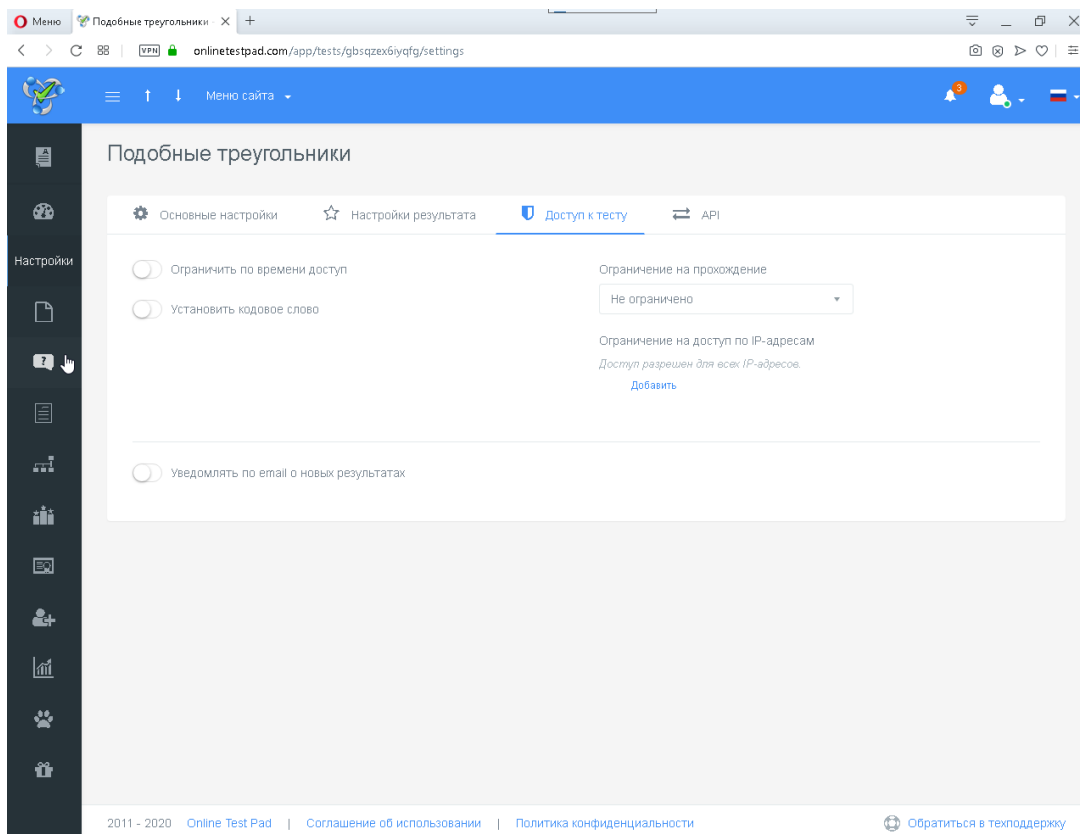 Меню
Подобные треугольники
VPN
onlinetestpad.com/app/tests/gbsqzex6iyqfg/settings
Меню сайта
3
Подобные треугольники
Основные настройки
Настройки результата
Доступ к тесту
API
Настройки
Ограничить по времени доступ
Установить кодовое слово
Ограничение на прохождение
Не ограничено
Ограничение на доступ по IP-адресам
Доступ разрешен для всех IP-адресов.
Добавить
Уведомлять по email о новых результатах
2011 - 2020 Online Test Pad | Соглашение об использовании | Политика конфиденциальности
Обратиться в техподдержку